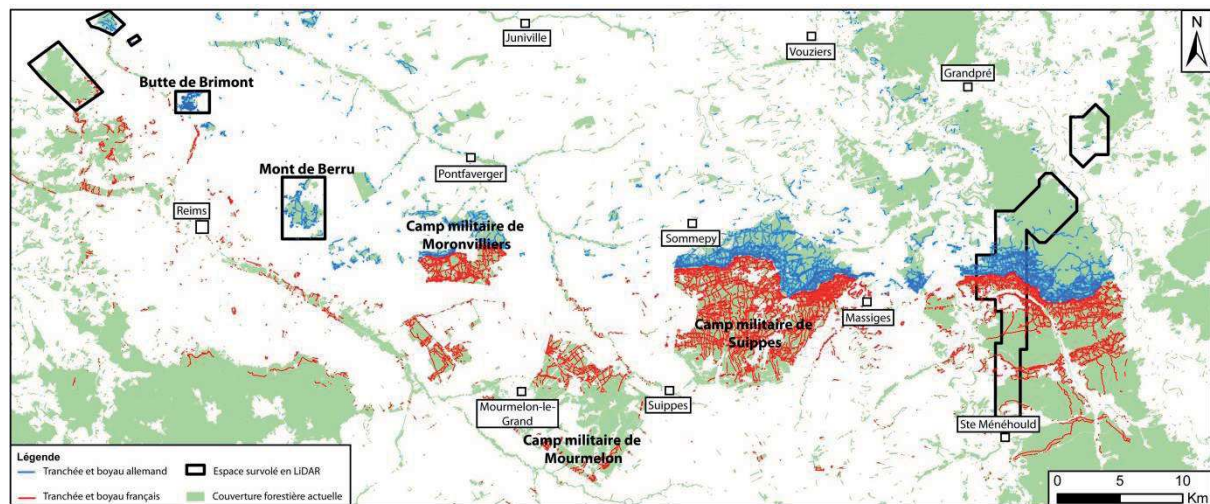 Juniville
Vouziers
N
Grandpré
Butte de Brimont
Mont de Berru
Pontfaverger
Reims
Camp militaire de
Moronvilliers
Sommepy
Massiges
Camp militaire de
Suippes
Mourmelon-le-
Grand
Suippes
Camp militaire de
Mourmelon
Ste Ménéhould
Légende
Tranchée et boyau allemand
Espace survolé en LiDAR
Tranchée et boyau français
Couverture forestière actuelle
0 5 10
Km